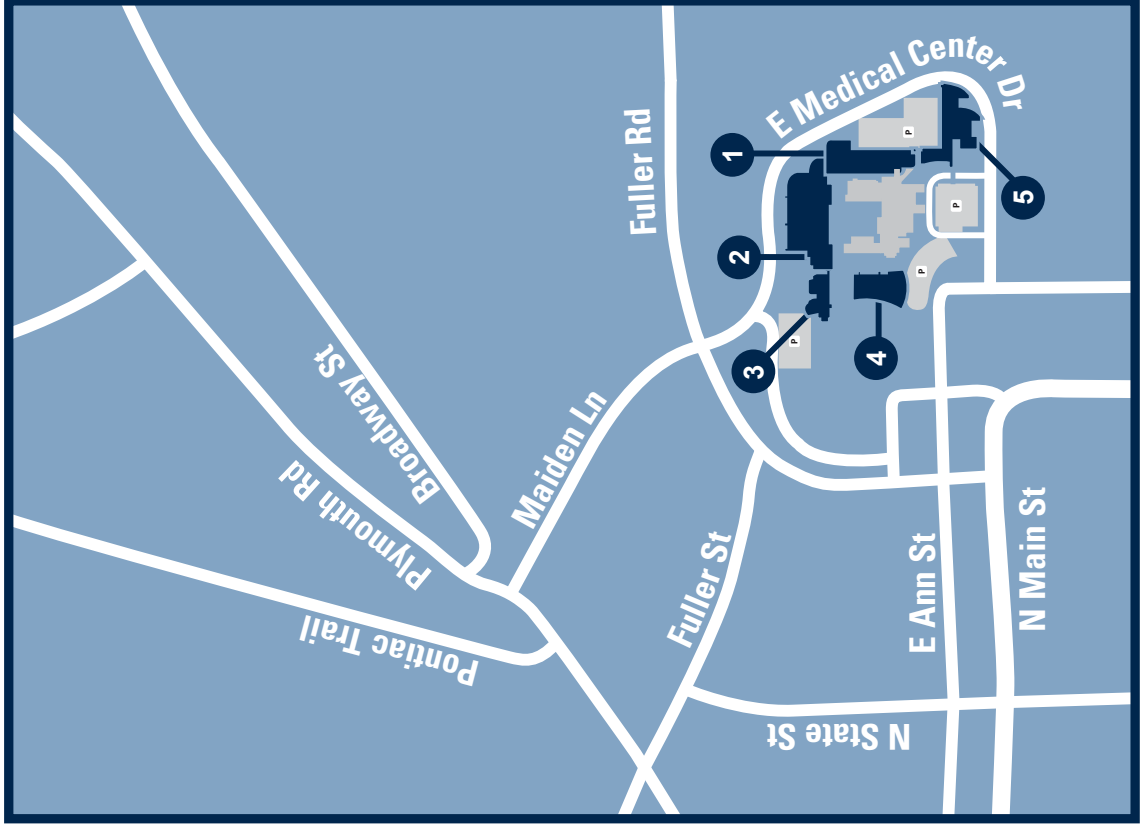 Fuller Rd
E Medical Center Dr
1
2
3
4
5
P
P
P
P
Broadway St
Plymouth Rd
Maiden Ln
Pontiac Trail
Fuller St
E Ann St
N Main St
N State St